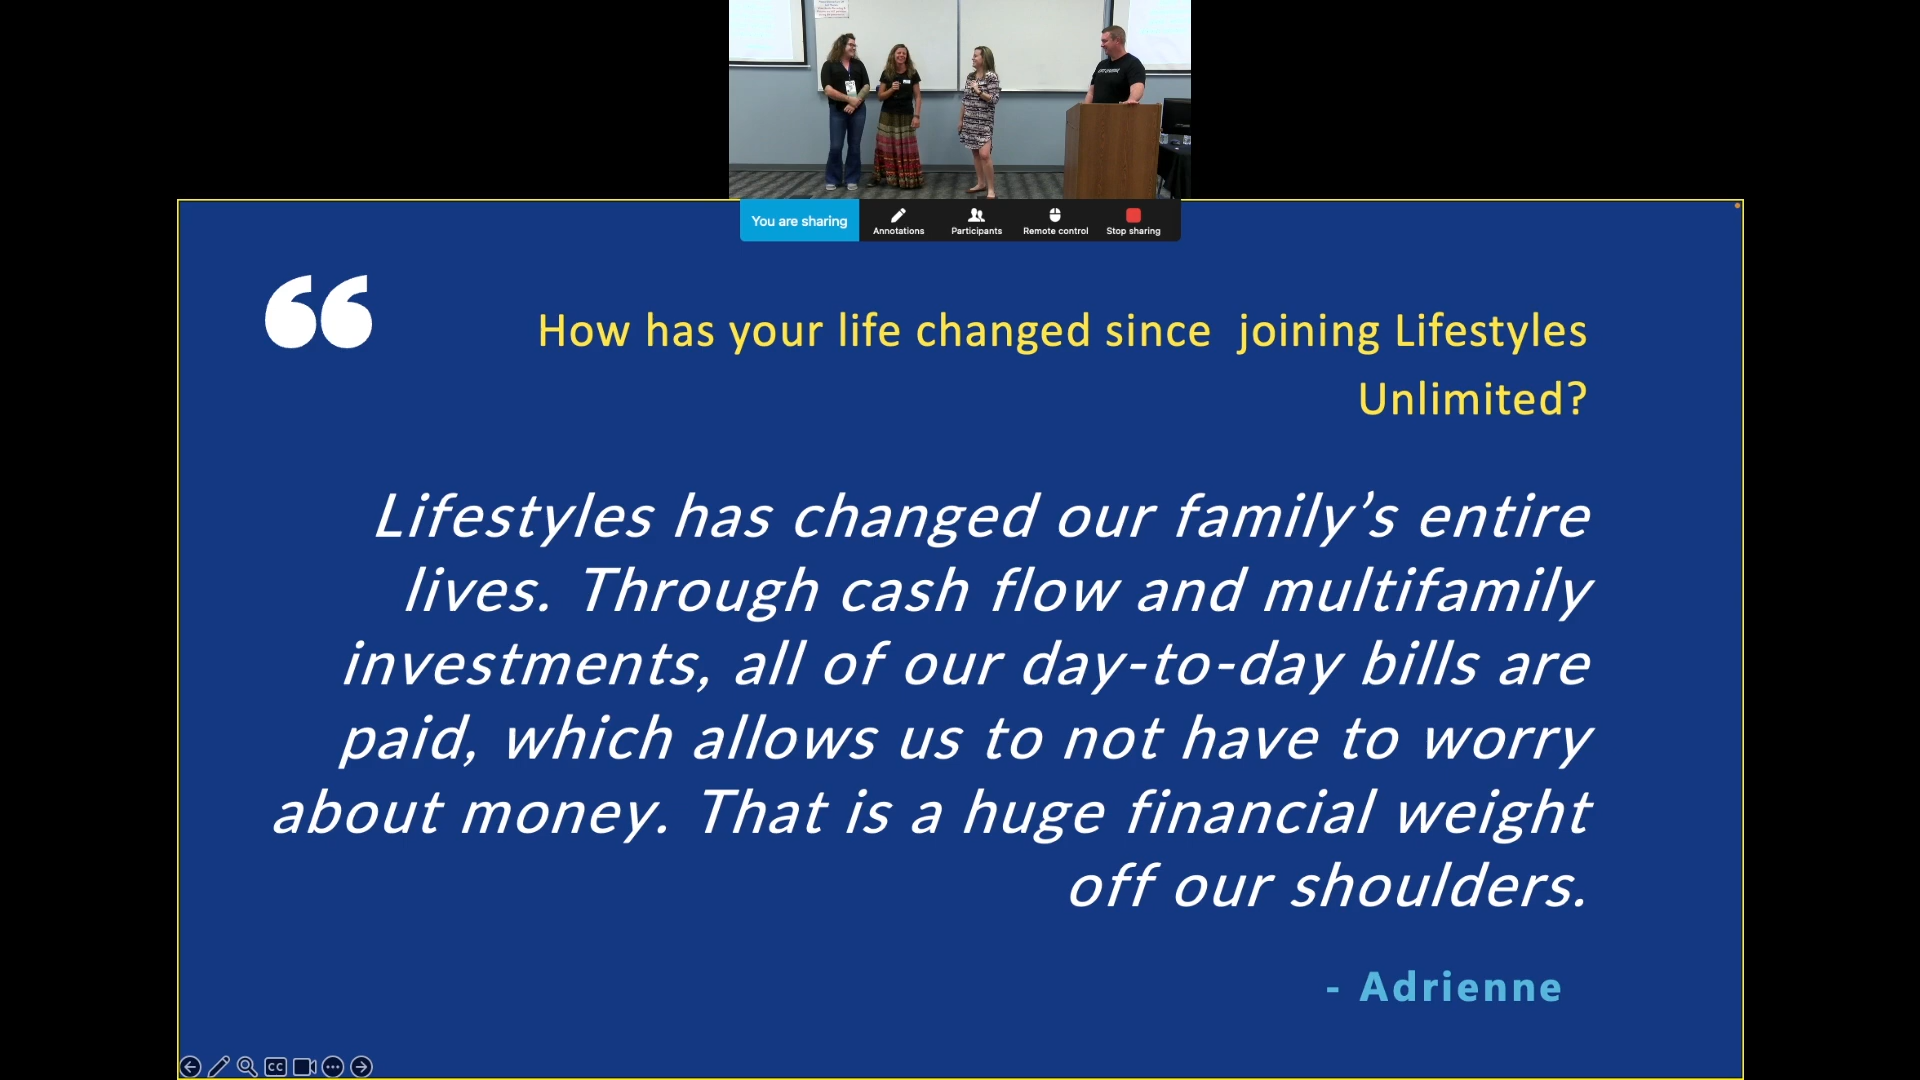 You are sharing
Annotations
Participants
Remote control
Stop sharing
How has your life changed since  joining Lifestyles
Unlimited?
Lifestyles has changed our family’s entire
lives. Through cash flow and multifamily
investments, all of our day-to-day bills are
paid, which allows us to not have to worry
about money. That is a huge financial weight
off our shoulders.
- Adrienne
CC